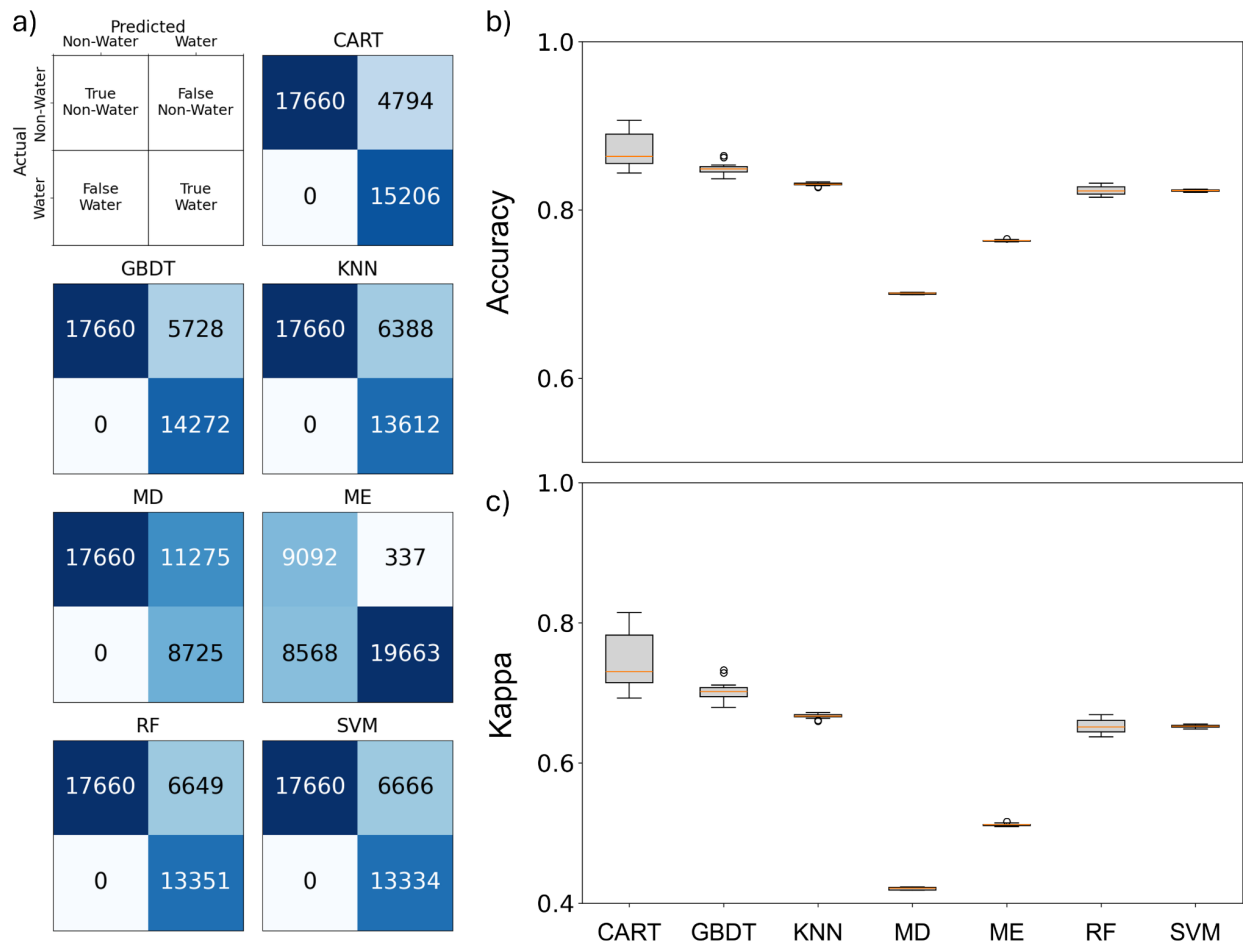 a)
Predicted
Non-Water Water
Actual
Non-Water
Water
True
Non-Water
False
Non-Water
False
Water
True
Water
CART
17660 4794
0 15206
GBDT
17660 5728
0 14272
KNN
17660 6388
0 13612
MD
17660 11275
0 8725
ME
9092 337
8568 19663
RF
17660 6649
0 13351
SVM
17660 6666
0 13334
b)
Accuracy
1.0
0.8
0.6
c)
Kappa
1.0
0.8
0.6
0.4
CART GBDT KNN MD ME RF SVM